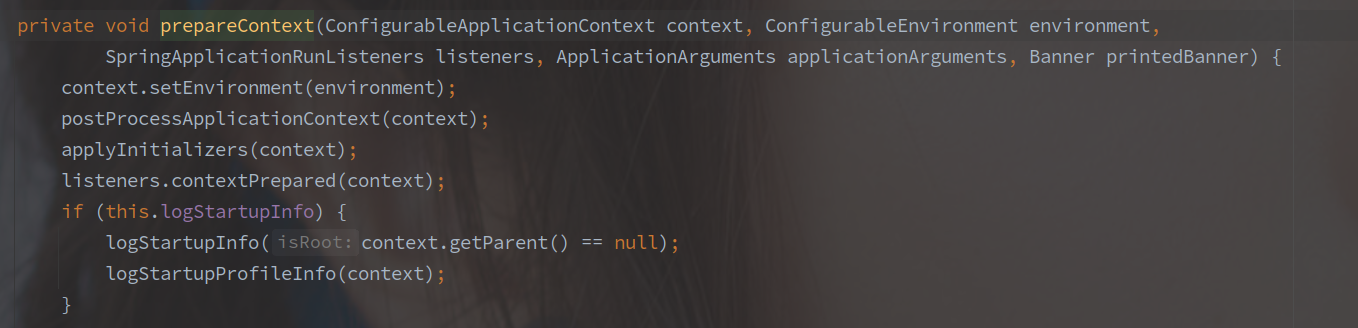 private void prepareContext(ConfigurableApplicationContext context, ConfigurableEnvironment environment,
        SpringApplicationRunListeners listeners, ApplicationArguments applicationArguments, Banner printedBanner) {
    context.setEnvironment(environment);
    postProcessApplicationContext(context);
    applyInitializers(context);
    listeners.contextPrepared(context);
    if (this.logStartupInfo) {
        logStartupInfo( isRoot: context.getParent() == null);
        logStartupProfileInfo(context);
    }